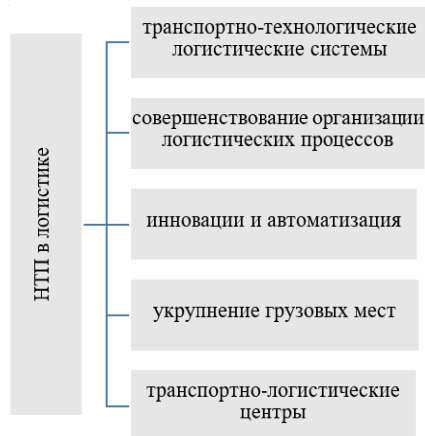 НТП в логистике
транспортно-технологические
логистические системы
совершенствование организации
логистических процессов
инновации и автоматизация
укрупнение грузовых мест
транспортно-логистические
центры